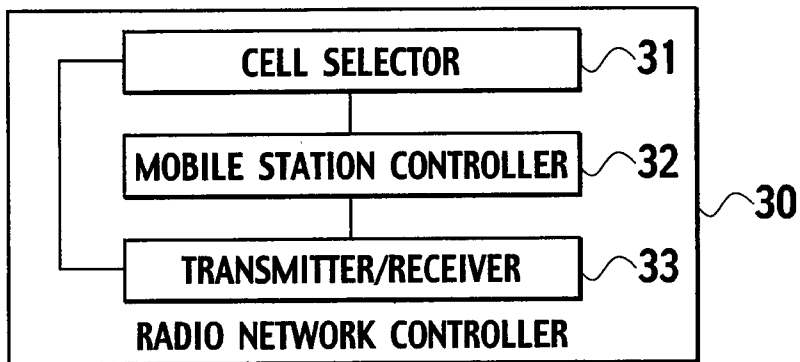 CELL SELECTOR 31
MOBILE STATION CONTROLLER 32
30
TRANSMITTER/RECEIVER 33
RADIO NETWORK CONTROLLER